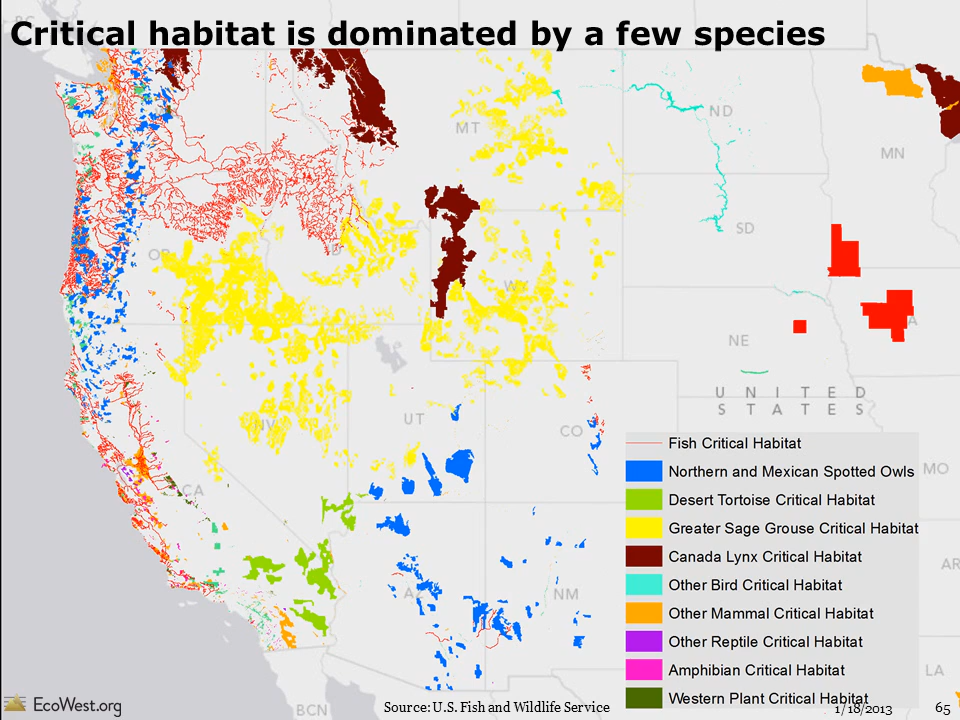 Critical habitat is dominated by a few species
MT
ND
MN
OR
ID
SD
WY
IA
NE
UNITED
STATES
NV
UT
CO
CA
MO
AZ
NM
AR
LA
BCN
Fish Critical Habitat
Northern and Mexican Spotted Owls
Desert Tortoise Critical Habitat
Greater Sage Grouse Critical Habitat
Canada Lynx Critical Habitat
Other Bird Critical Habitat
Other Mammal Critical Habitat
Other Reptile Critical Habitat
Amphibian Critical Habitat
Western Plant Critical Habitat
EcoWest.org
Source: U.S. Fish and Wildlife Service
1/18/2013
65